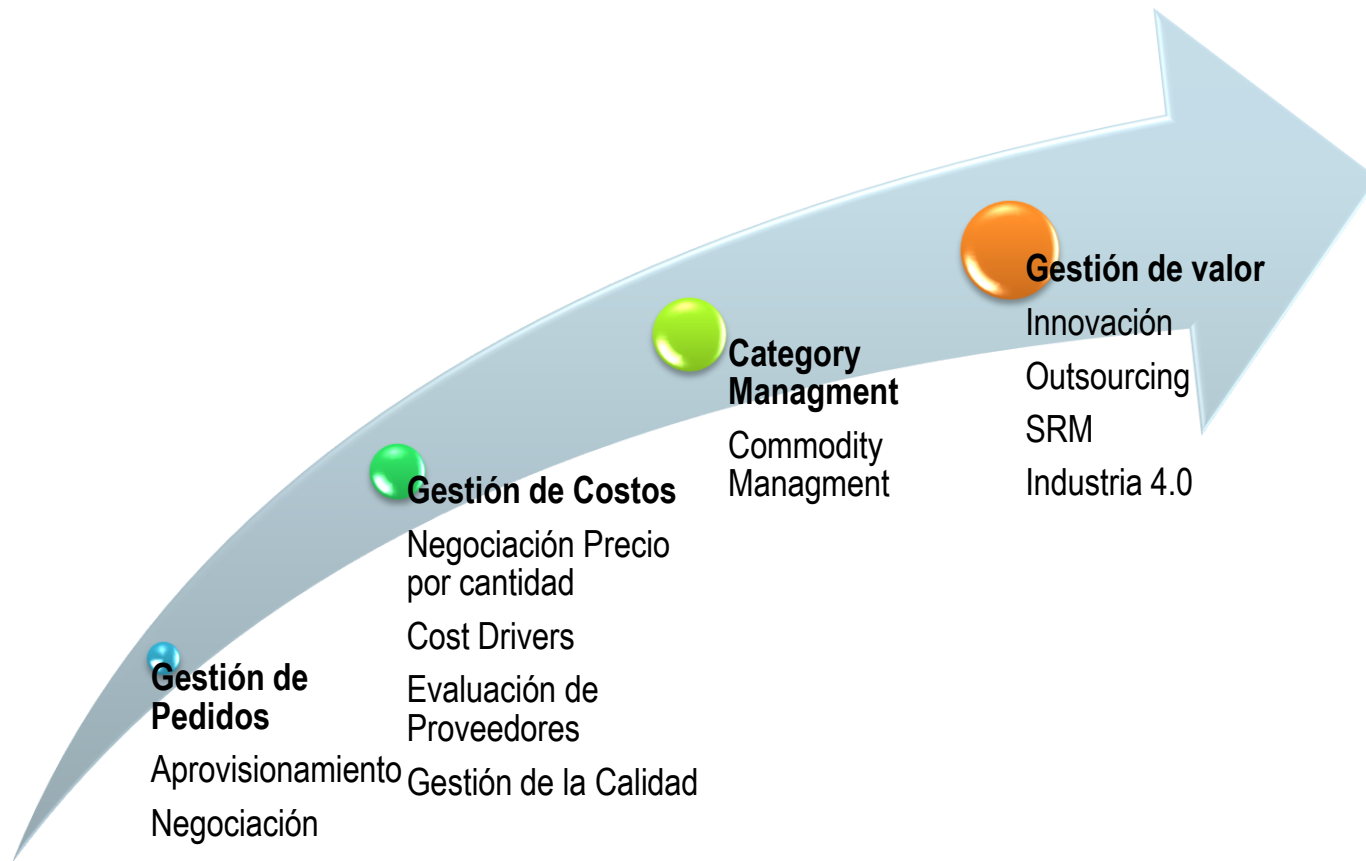 Gestión de
Pedidos
Aprovisionamiento
Negociación
Gestión de Costos
Negociación Precio
por cantidad
Cost Drivers
Evaluación de
Proveedores
Gestión de la Calidad
Category
Managment
Commodity
Managment
Gestión de valor
Innovación
Outsourcing
SRM
Industria 4.0